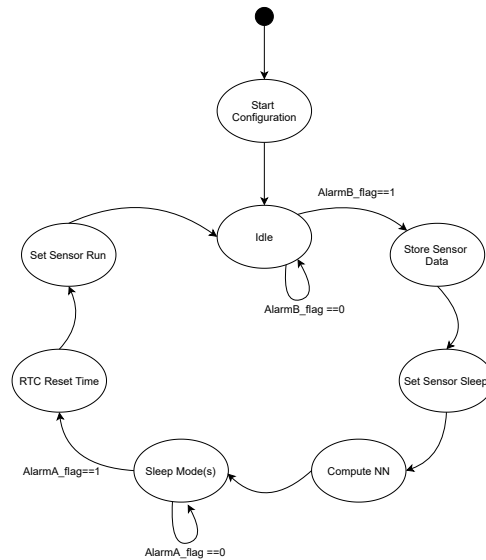 Start
Configuration
AlarmB_flag==1
Idle
Store Sensor
Data
Set Sensor Run
AlarmB_flag ==0
RTC Reset Time
Set Sensor Sleep
AlarmA_flag==1
Sleep Mode(s)
Compute NN
AlarmA_flag ==0